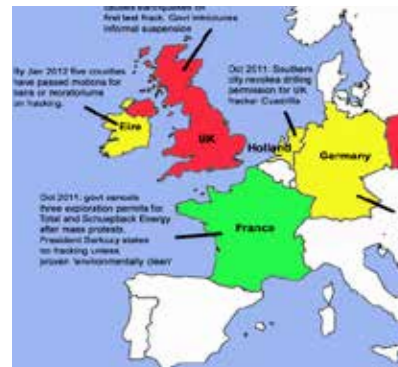 causes earthquakes on
first test frack. Govt introduces
informal suspension
By Jan 2012 five counties
have passed motions for
bans or moratoriums
on fracking.
Oct 2011: Southern
city revokes drilling
permission for UK
fracker Cuadrilla
Eire
UK
Holland
Germany
Oct 2011: govt cancels
three exploration permits for
Total and Schuepback Energy
after mass protests.
President Sarkozy states
no fracking unless
proven 'environmentally clean'
France